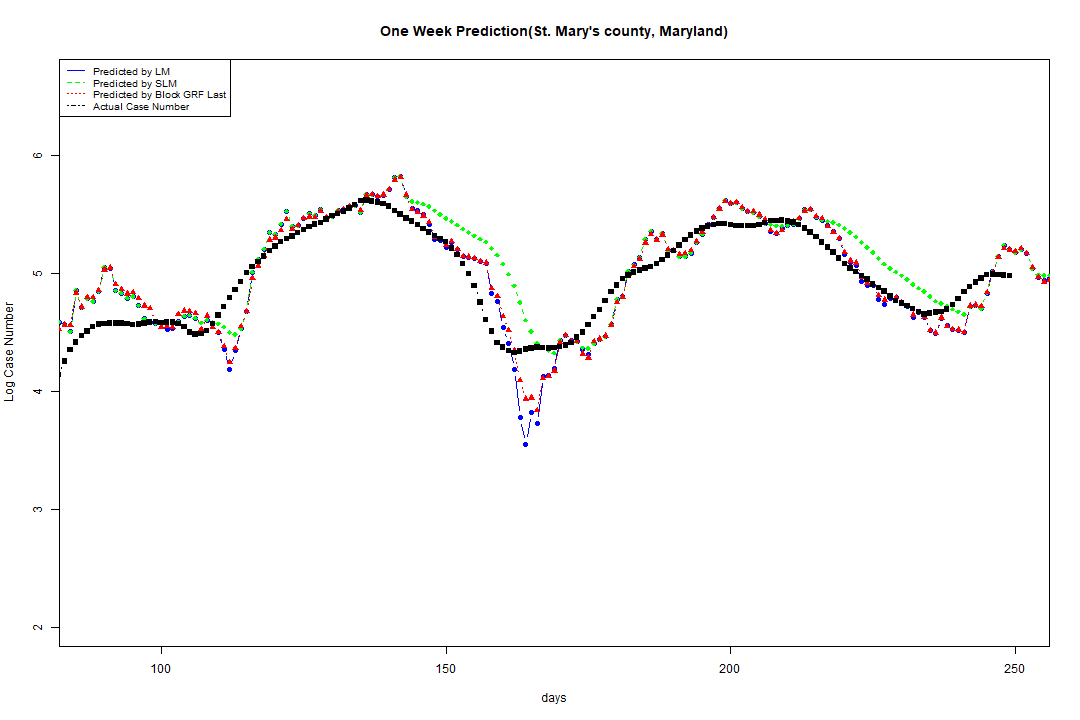 One Week Prediction(St. Mary's county, Maryland)
Predicted by LM
Predicted by SLM
Predicted by Block GRF Last
Actual Case Number
6
5
4
3
2
Log Case Number
100 150 200 250
days